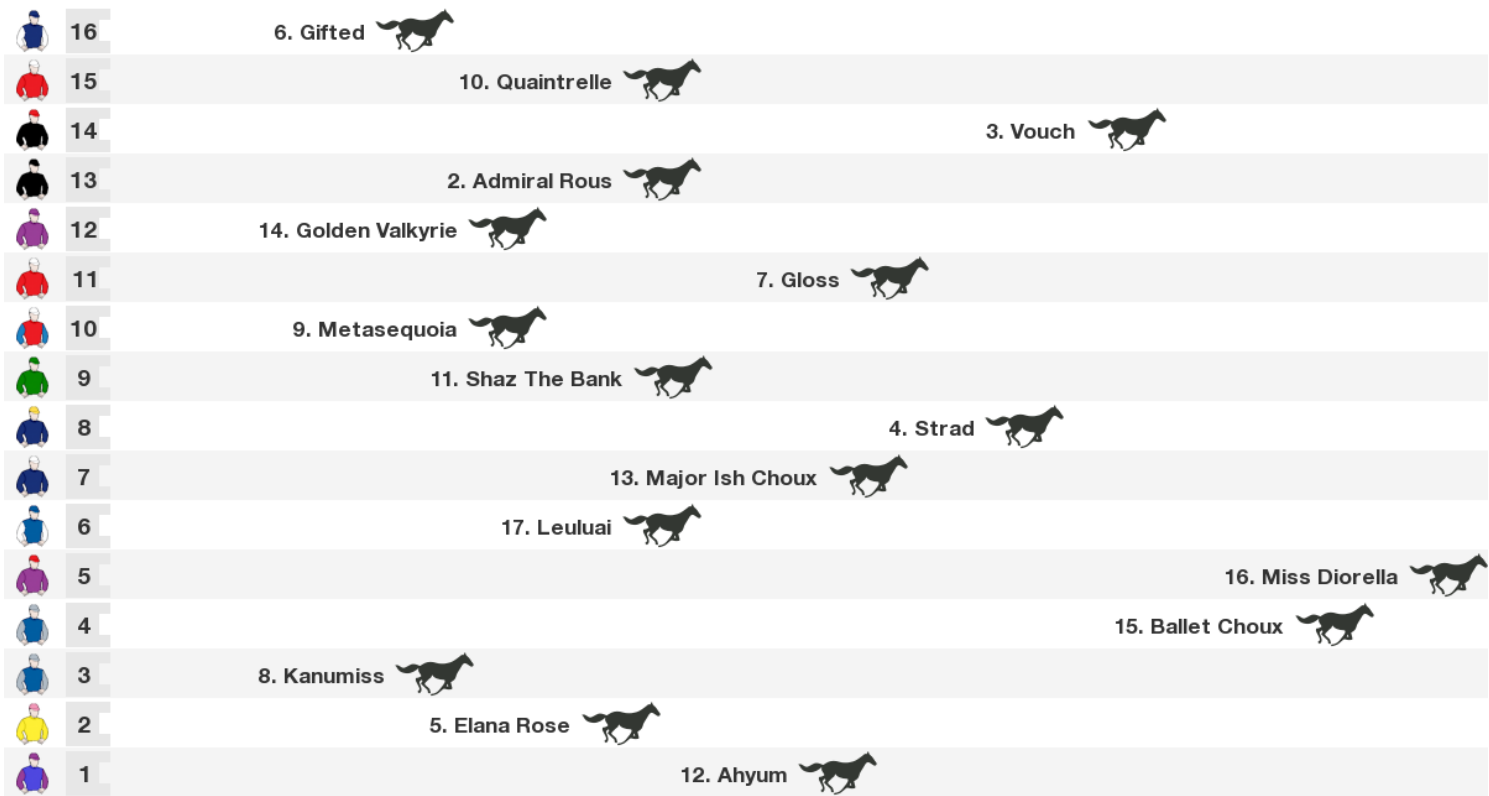 16 6. Gifted
15 10. Quaintrelle
14 3. Vouch
13 2. Admiral Rous
12 14. Golden Valkyrie
11 7. Gloss
10 9. Metasequoia
9 11. Shaz The Bank
8 4. Strad
7 13. Major Ish Choux
6 17. Leuluai
5 16. Miss Diorella
4 15. Ballet Choux
3 8. Kanumiss
2 5. Elana Rose
1 12. Ahyum